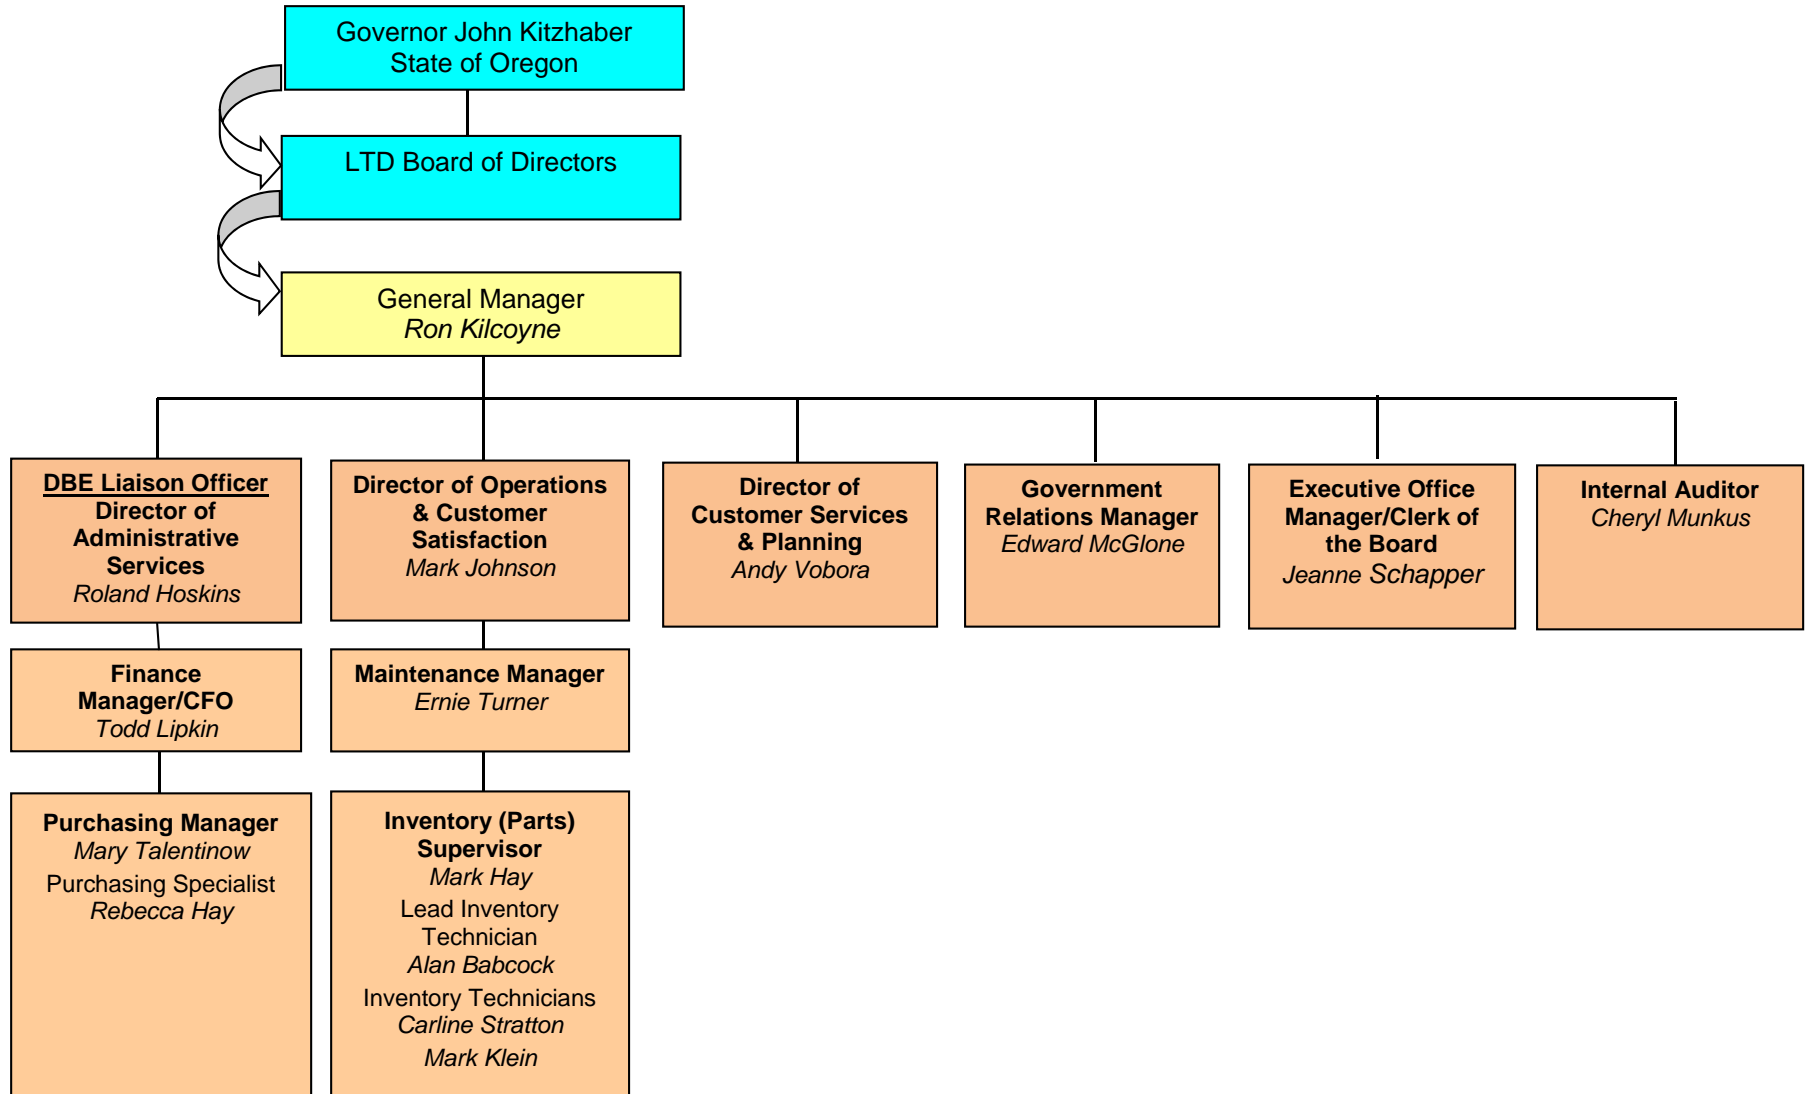 Governor John Kitzhaber
State of Oregon
LTD Board of Directors
General Manager
Ron Kilcoyne
DBE Liaison Officer
Director of
Administrative
Services
Roland Hoskins
Director of Operations
& Customer
Satisfaction
Mark Johnson
Director of
Customer Services
& Planning
Andy Vobora
Government
Relations Manager
Edward McGlone
Executive Office
Manager/Clerk of
the Board
Jeanne Schapper
Internal Auditor
Cheryl Munkus
Finance
Manager/CFO
Todd Lipkin
Maintenance Manager
Ernie Turner
Purchasing Manager
Mary Talentinow
Purchasing Specialist
Rebecca Hay
Inventory (Parts)
Supervisor
Mark Hay
Lead Inventory
Technician
Alan Babcock
Inventory Technicians
Carline Stratton
Mark Klein